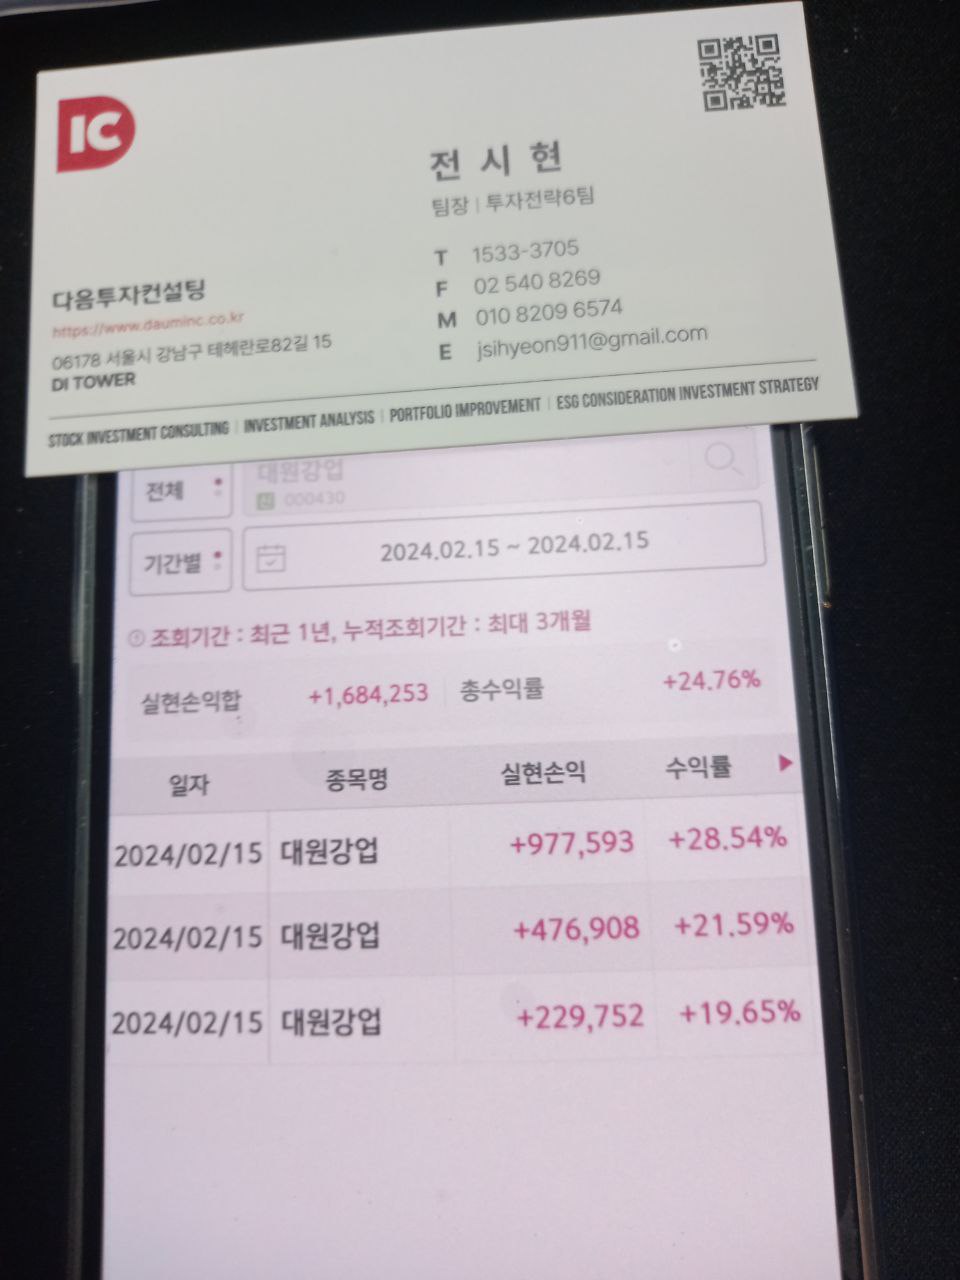 IC
전 시 현
팀장 | 투자전략6팀
T 1533-3705
F 02 540 8269
M 010 8209 6574
E jsihyeon911@gmail.com
다음투자컨설팅
https://www.dauminc.co.kr
06178 서울시 강남구 테헤란로82길 15
DI TOWER
STOCK INVESTMENT CONSULTING | INVESTMENT ANALYSIS | PORTFOLIO IMPROVEMENT | ESG CONSIDERATION INVESTMENT STRATEGY
전체 대원강업
신 000430
기간별 2024.02.15 ~ 2024.02.15
조회기간 : 최근 1년, 누적조회기간 : 최대 3개월
실현손익합 +1,684,253 총수익률 +24.76%
일자 종목명 실현손익 수익률
2024/02/15 대원강업 +977,593 +28.54%
2024/02/15 대원강업 +476,908 +21.59%
2024/02/15 대원강업 +229,752 +19.65%